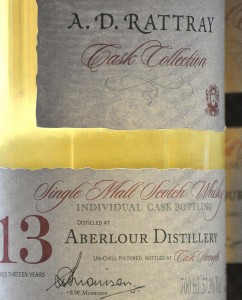 A. D. RATTRAY
Cask Collection
Single Malt Scotch Whisky
INDIVIDUAL CASK BOTTLING
13
DISTILLED AT
ABERLOUR DISTILLERY
AGED THIRTEEN YEARS
UN-CHILL FILTERED, BOTTLED AT Cask Strength